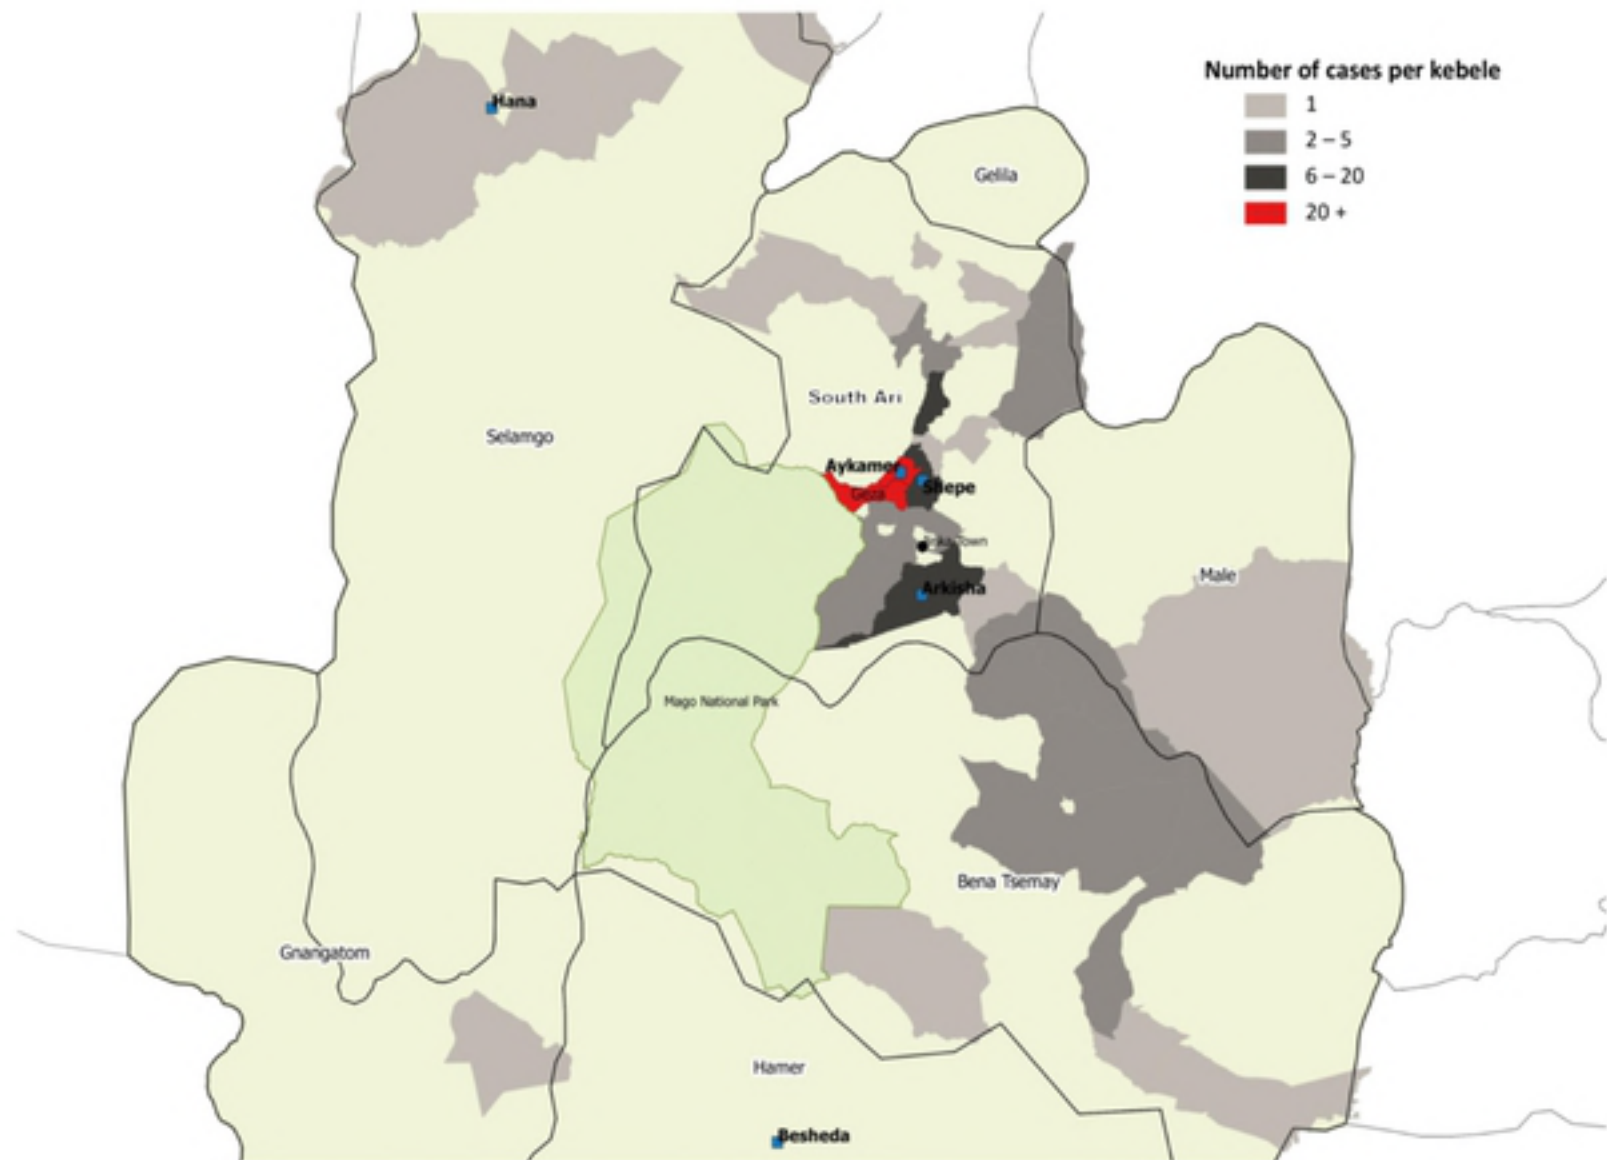 Number of cases per kebele
1
2 – 5
6 – 20
20 +
Hana
Gelila
South Ari
Selamgo
Aykamer
Shepe
Geza
Town
Male
Arkisha
Mago National Park
Bena Tsemay
Gnangatom
Hamer
Besheda